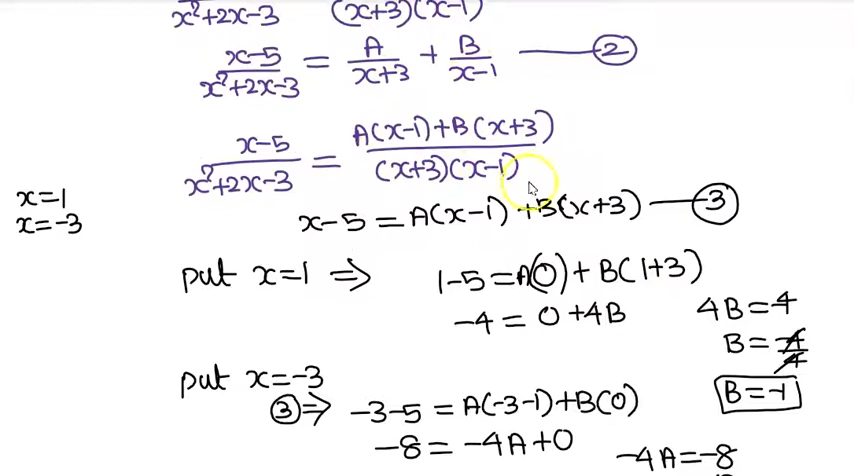 x²+2x-3 (x+3)(x-1)
x-5/x²+2x-3 = A/x+3 + B/x-1 —— ②
x-5/x²+2x-3 = A(x-1)+B(x+3)/(x+3)(x-1)
x=1
x=-3
x-5 = A(x-1) + B(x+3) —— ③
put x=1 ⇒ 1-5 = A(0) + B(1+3)
-4 = 0 + 4B
4B = -4
B = -4/4
B = -1
put x=-3
③ ⇒ -3-5 = A(-3-1) + B(0)
-8 = -4A + 0
-4A = -8